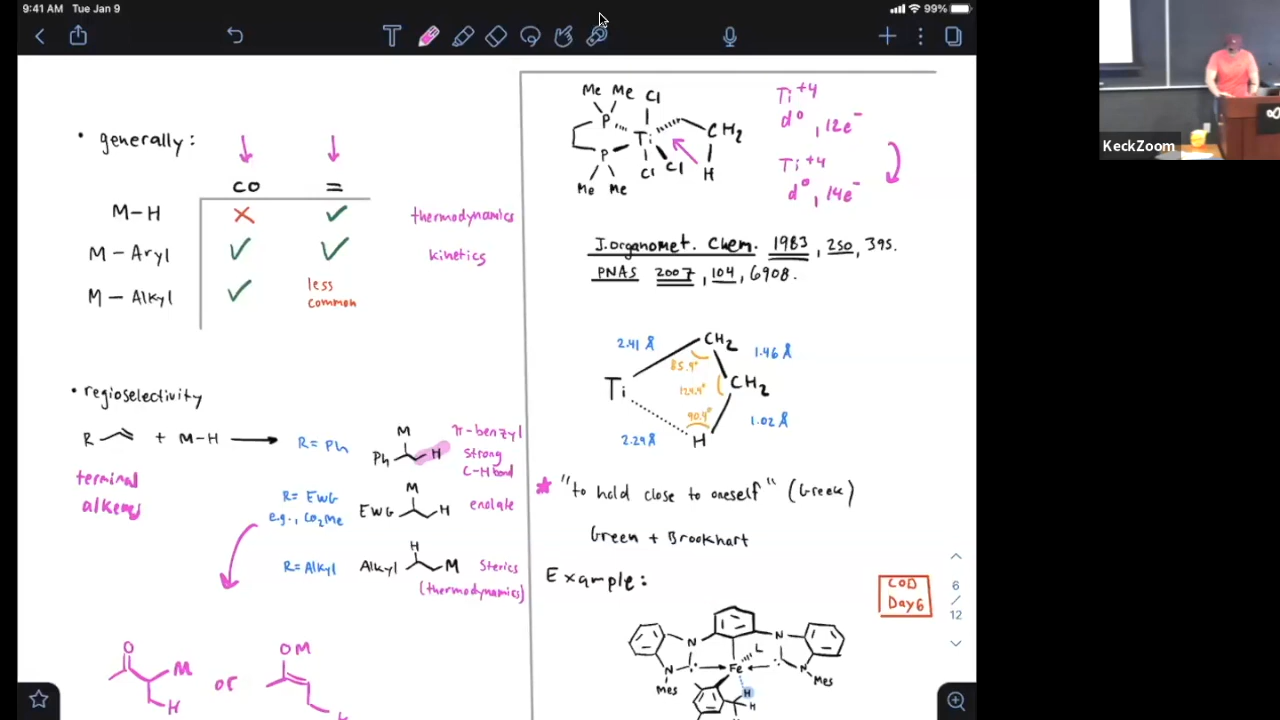 9:41 AM Tue Jan 9
99%
• generally:
CO =
M-H thermodynamics
M-Aryl kinetics
M-Alkyl less common
• regioselectivity
R + M-H
terminal
alkenes
R=Ph
M
Ph H
π-benzyl
strong
C-H bond
R= EWG
e.g., CO2Me
M
EWG H
enolate
R=Alkyl
H
Alkyl M
sterics
(thermodynamics)
O
M
H
or
OM
H
Me Me Cl
P Ti CH2
P Cl Cl H
Me Me
Ti+4
d0, 12e-
Ti+4
d0, 14e-
J. Organomet. Chem. 1983, 250, 395.
PNAS 2007, 104, 6908.
2.41 Å CH2 1.46 Å
85.9°
Ti CH2
90.4° 1.02 Å
2.29Å H
"to hold close to oneself" (Greek)
Green + Brookhart
Example:
COD
Day 6
6
/
12
N N
L
N Fe N
Mes Mes
H
H
KeckZoom